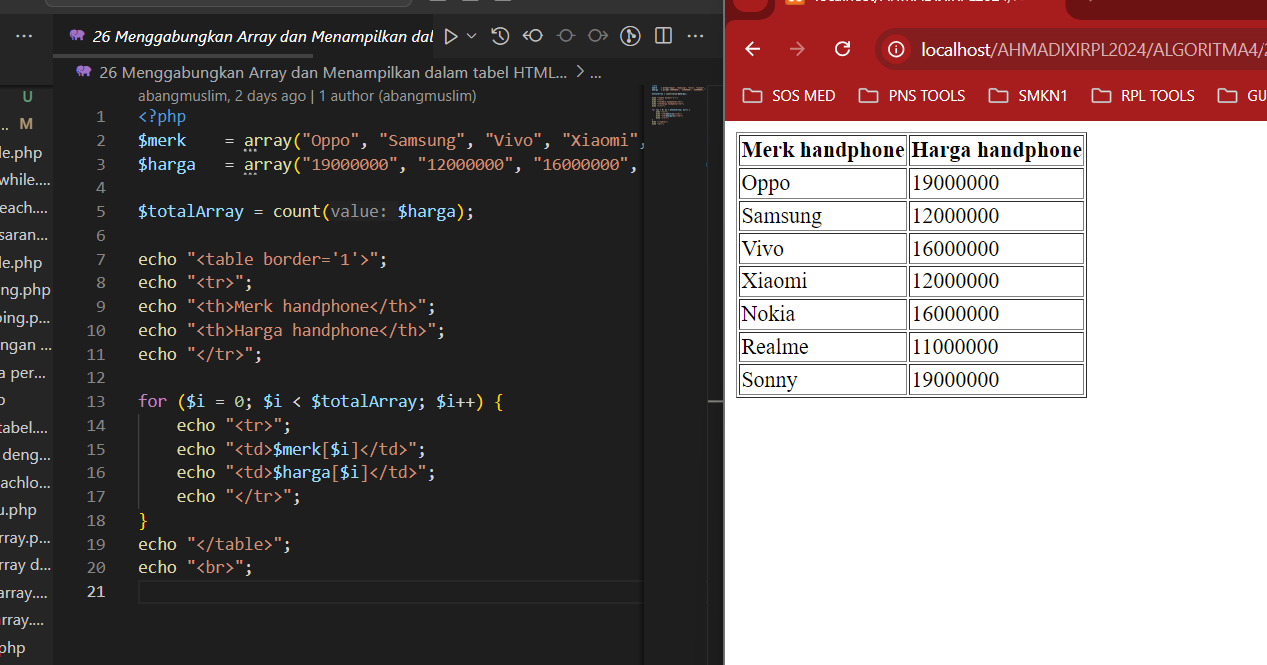 26 Menggabungkan Array dan Menampilkan dal
26 Menggabungkan Array dan Menampilkan dalam tabel HTML... > ...
abangmuslim, 2 days ago | 1 author (abangmuslim)
U
M
le.php
while....
each....
saran...
le.php
ng.php
ping.p...
ngan ...
a per...
tabel....
deng...
achlo...
u.php
rray.p...
rray d...
array....
rray....
php
1 <?php
2 $merk = array("Oppo", "Samsung", "Vivo", "Xiaomi",
3 $harga = array("19000000", "12000000", "16000000",
4
5 $totalArray = count(value: $harga);
6
7 echo "<table border='1'>";
8 echo "<tr>";
9 echo "<th>Merk handphone</th>";
10 echo "<th>Harga handphone</th>";
11 echo "</tr>";
12
13 for ($i = 0; $i < $totalArray; $i++) {
14 echo "<tr>";
15 echo "<td>$merk[$i]</td>";
16 echo "<td>$harga[$i]</td>";
17 echo "</tr>";
18 }
19 echo "</table>";
20 echo "<br>";
21
localhost/AHMADIXIRPL2024/ALGORITMA4/2
SOS MED PNS TOOLS SMKN1 RPL TOOLS GU
Merk handphone Harga handphone
Oppo 19000000
Samsung 12000000
Vivo 16000000
Xiaomi 12000000
Nokia 16000000
Realme 11000000
Sonny 19000000